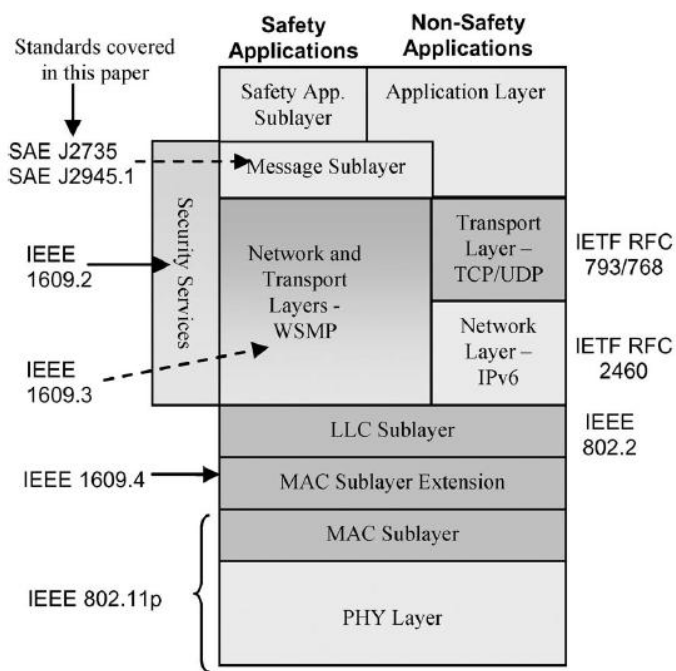 Safety
Applications
Non-Safety
Applications
Standards covered
in this paper
Safety App.
Sublayer
Application Layer
SAE J2735
SAE J2945.1
Message Sublayer
Security Services
IEEE
1609.2
Network and
Transport
Layers -
WSMP
Transport
Layer –
TCP/UDP
IETF RFC
793/768
IEEE
1609.3
Network
Layer –
IPv6
IETF RFC
2460
LLC Sublayer
IEEE
802.2
IEEE 1609.4
MAC Sublayer Extension
MAC Sublayer
IEEE 802.11p
PHY Layer